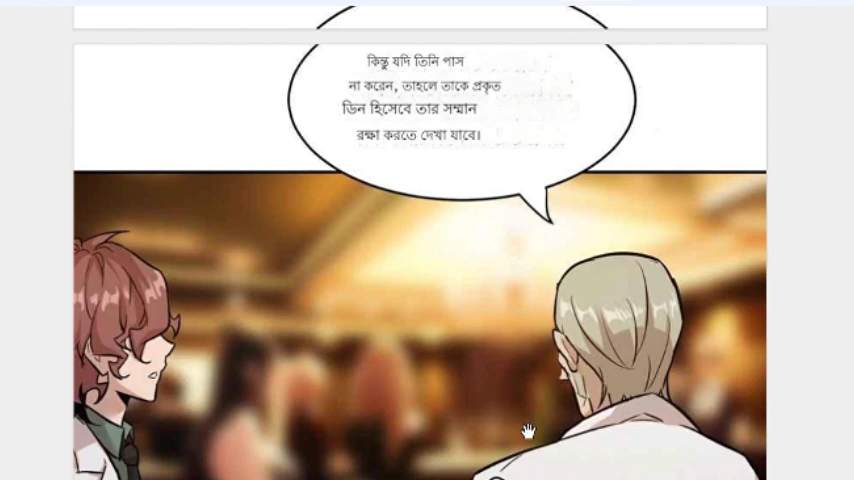 কিন্তু যদি তিনি পাস
না করেন, তাহলে তাকে প্রকৃত
ডিন হিসেবে তার সম্মান
রক্ষা করতে দেখা যাবে।